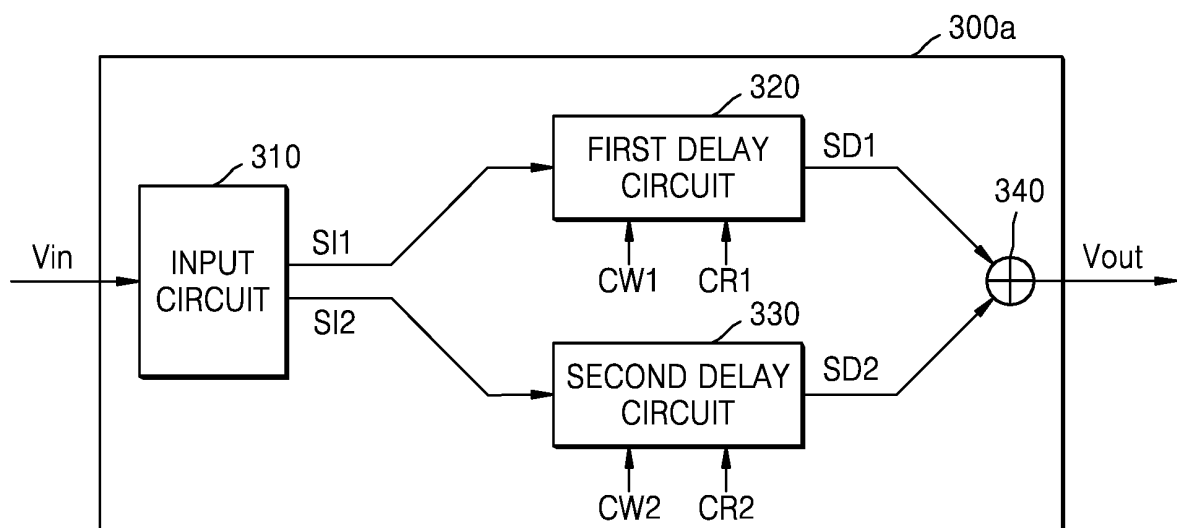 300a
320
FIRST DELAY
CIRCUIT
SD1
310
340
Vin
INPUT
CIRCUIT
SI1
SI2
CW1
CR1
Vout
330
SECOND DELAY
CIRCUIT
SD2
CW2
CR2